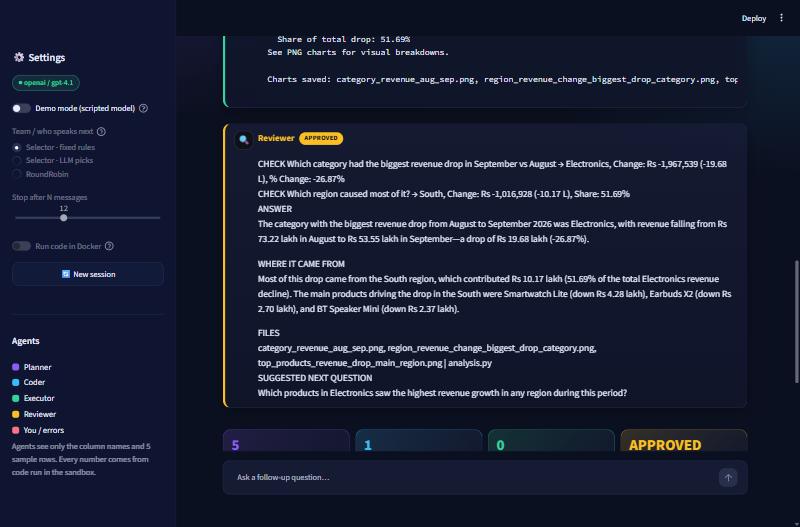 Deploy
Settings
openai / gpt-4.1
Demo mode (scripted model)
Team / who speaks next
Selector - fixed rules
Selector - LLM picks
RoundRobin
Stop after N messages
12
Run code in Docker
New session
Agents
Planner
Coder
Executor
Reviewer
You / errors
Agents see only the column names and 5
sample rows. Every number comes from
code run in the sandbox.
Share of total drop: 51.69%
See PNG charts for visual breakdowns.
Charts saved: category_revenue_aug_sep.png, region_revenue_change_biggest_drop_category.png, top
Reviewer APPROVED
CHECK Which category had the biggest revenue drop in September vs August → Electronics, Change: Rs -1,967,539 (-19.68
L), % Change: -26.87%
CHECK Which region caused most of it? → South, Change: Rs -1,016,928 (-10.17 L), Share: 51.69%
ANSWER
The category with the biggest revenue drop from August to September 2026 was Electronics, with revenue falling from Rs
73.22 lakh in August to Rs 53.55 lakh in September—a drop of Rs 19.68 lakh (-26.87%).
WHERE IT CAME FROM
Most of this drop came from the South region, which contributed Rs 10.17 lakh (51.69% of the total Electronics revenue
decline). The main products driving the drop in the South were Smartwatch Lite (down Rs 4.28 lakh), Earbuds X2 (down Rs
2.70 lakh), and BT Speaker Mini (down Rs 2.37 lakh).
FILES
category_revenue_aug_sep.png, region_revenue_change_biggest_drop_category.png,
top_products_revenue_drop_main_region.png | analysis.py
SUGGESTED NEXT QUESTION
Which products in Electronics saw the highest revenue growth in any region during this period?
5
1
0
APPROVED
Ask a follow-up question...